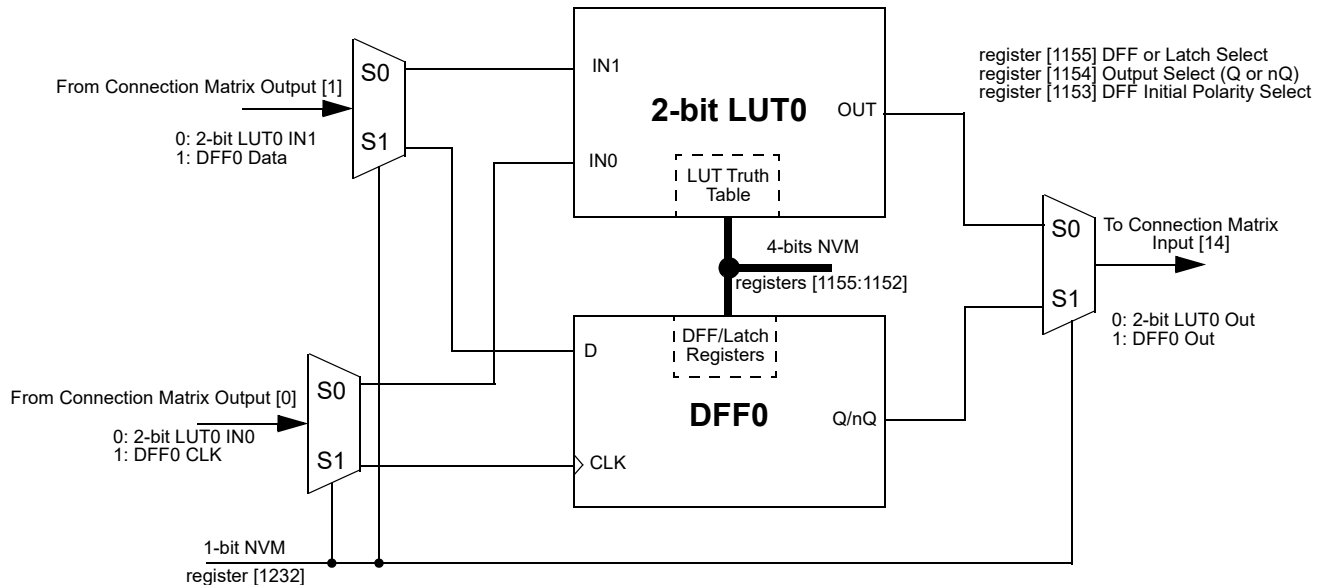 From Connection Matrix Output [1]
0: 2-bit LUT0 IN1
1: DFF0 Data
S0
S1
IN1
IN0
2-bit LUT0
OUT
LUT Truth
Table
register [1155] DFF or Latch Select
register [1154] Output Select (Q or nQ)
register [1153] DFF Initial Polarity Select
4-bits NVM
registers [1155:1152]
S0
S1
To Connection Matrix
Input [14]
0: 2-bit LUT0 Out
1: DFF0 Out
From Connection Matrix Output [0]
0: 2-bit LUT0 IN0
1: DFF0 CLK
S0
S1
D
CLK
DFF/Latch
Registers
DFF0
Q/nQ
1-bit NVM
register [1232]